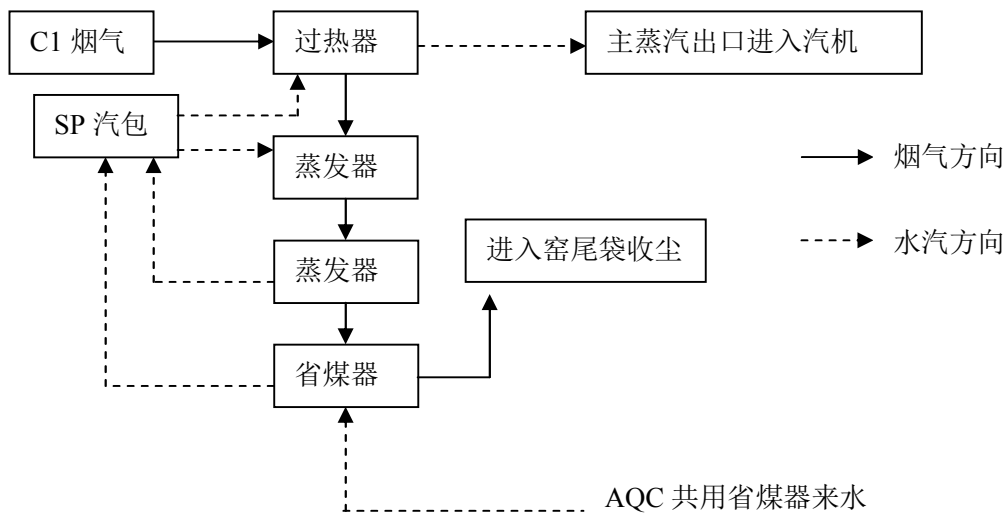 C1 烟气
过热器
主蒸汽出口进入汽机
SP 汽包
蒸发器
烟气方向
进入窑尾袋收尘
水汽方向
蒸发器
省煤器
AQC 共用省煤器来水